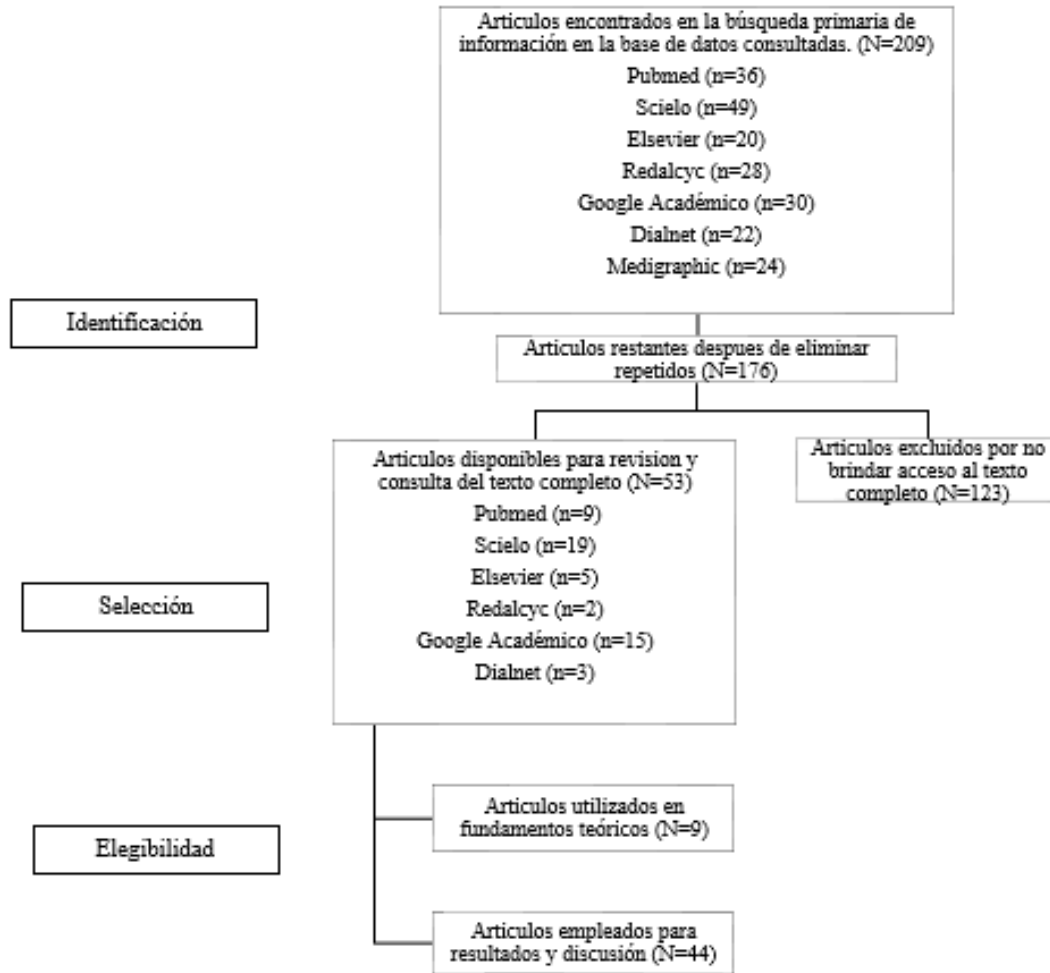 Articulos encontrados en la búsqueda primaria de
información en la base de datos consultadas. (N=209)
Pubmed (n=36)
Scielo (n=49)
Elsevier (n=20)
Redalcyc (n=28)
Google Académico (n=30)
Dialnet (n=22)
Medigraphic (n=24)
Identificación
Articulos restantes despues de eliminar
repetidos (N=176)
Articulos disponibles para revision y
consulta del texto completo (N=53)
Pubmed (n=9)
Scielo (n=19)
Elsevier (n=5)
Redalcyc (n=2)
Google Académico (n=15)
Dialnet (n=3)
Articulos excluidos por no
brindar acceso al texto
completo (N=123)
Selección
Articulos utilizados en
fundamentos teóricos (N=9)
Elegibilidad
Articulos empleados para
resultados y discusión (N=44)